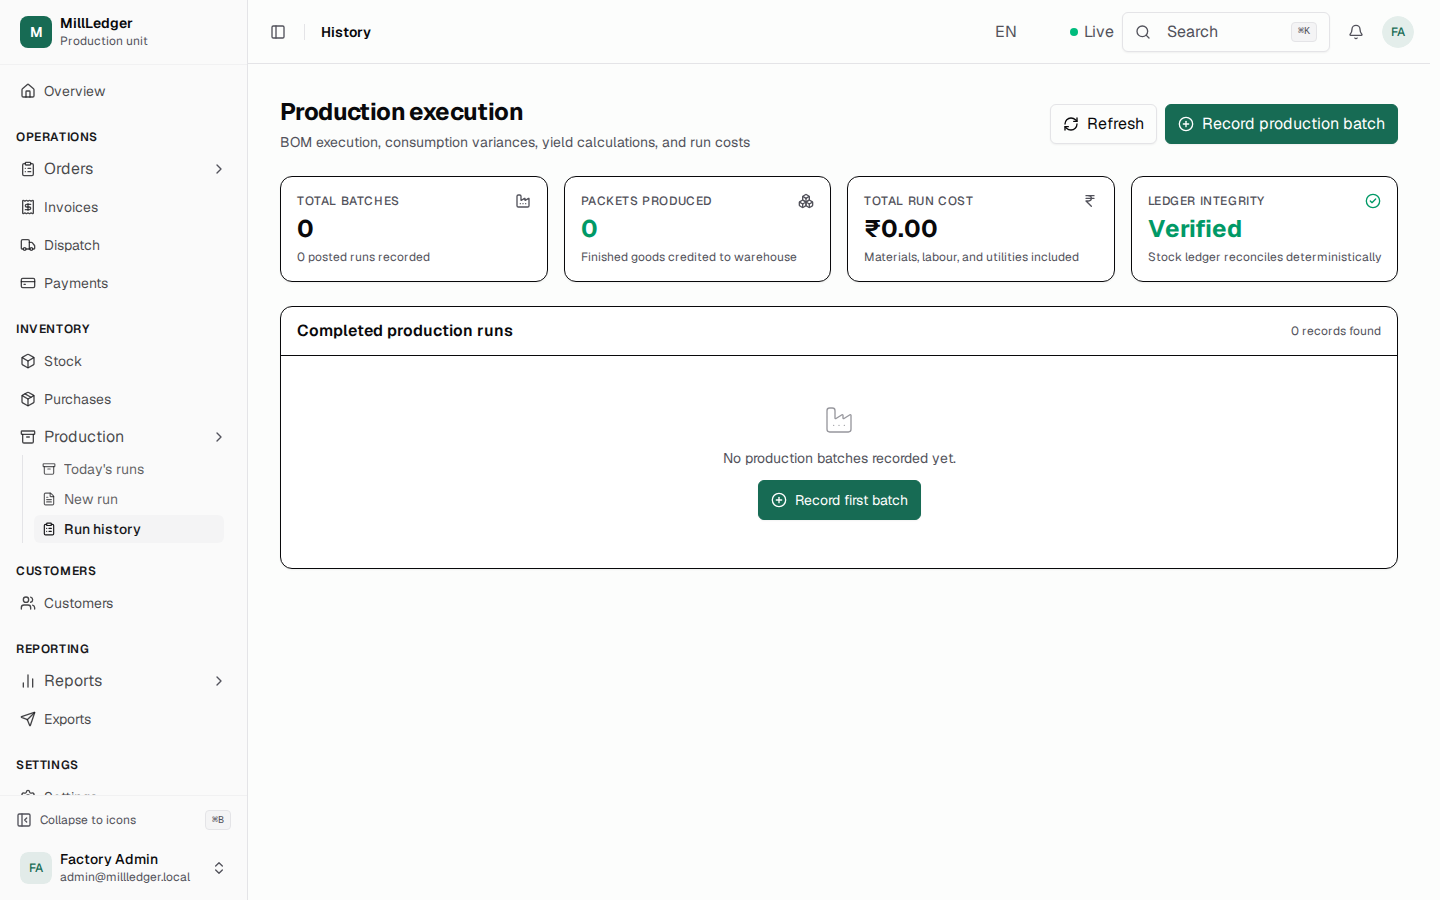 M
MillLedger
Production unit
Overview
OPERATIONS
Orders
Invoices
Dispatch
Payments
INVENTORY
Stock
Purchases
Production
Today's runs
New run
Run history
CUSTOMERS
Customers
REPORTING
Reports
Exports
SETTINGS
Collapse to icons
⌘B
FA
Factory Admin
admin@millledger.local
History
EN
Live
Search
⌘K
FA
Production execution
BOM execution, consumption variances, yield calculations, and run costs
Refresh
Record production batch
TOTAL BATCHES
0
0 posted runs recorded
PACKETS PRODUCED
0
Finished goods credited to warehouse
TOTAL RUN COST
₹
₹0.00
Materials, labour, and utilities included
LEDGER INTEGRITY
Verified
Stock ledger reconciles deterministically
Completed production runs
0 records found
No production batches recorded yet.
Record first batch